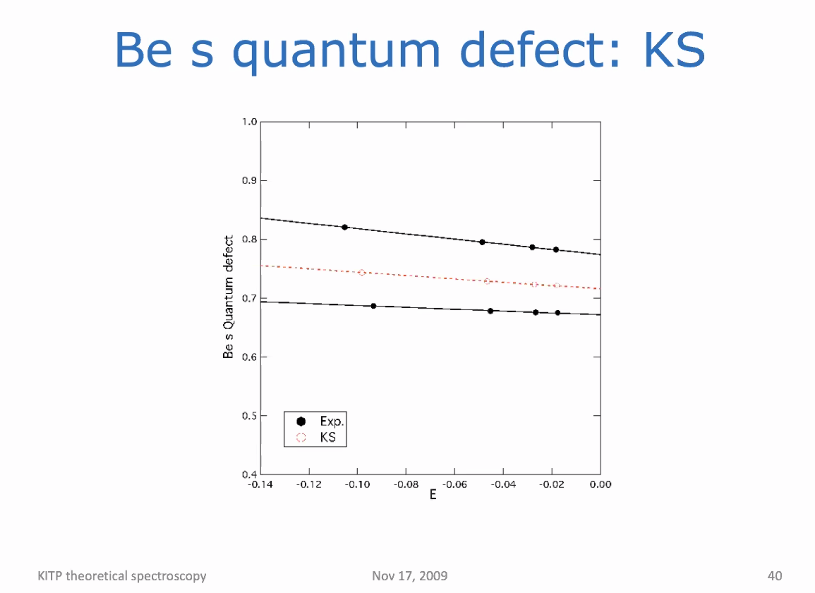 Be s quantum defect: KS
1.0
0.9
0.8
0.7
0.6
0.5
0.4
Be s Quantum defect
Exp.
KS
-0.14 -0.12 -0.10 -0.08 -0.06 -0.04 -0.02 0.00
E
KITP theoretical spectroscopy Nov 17, 2009 40